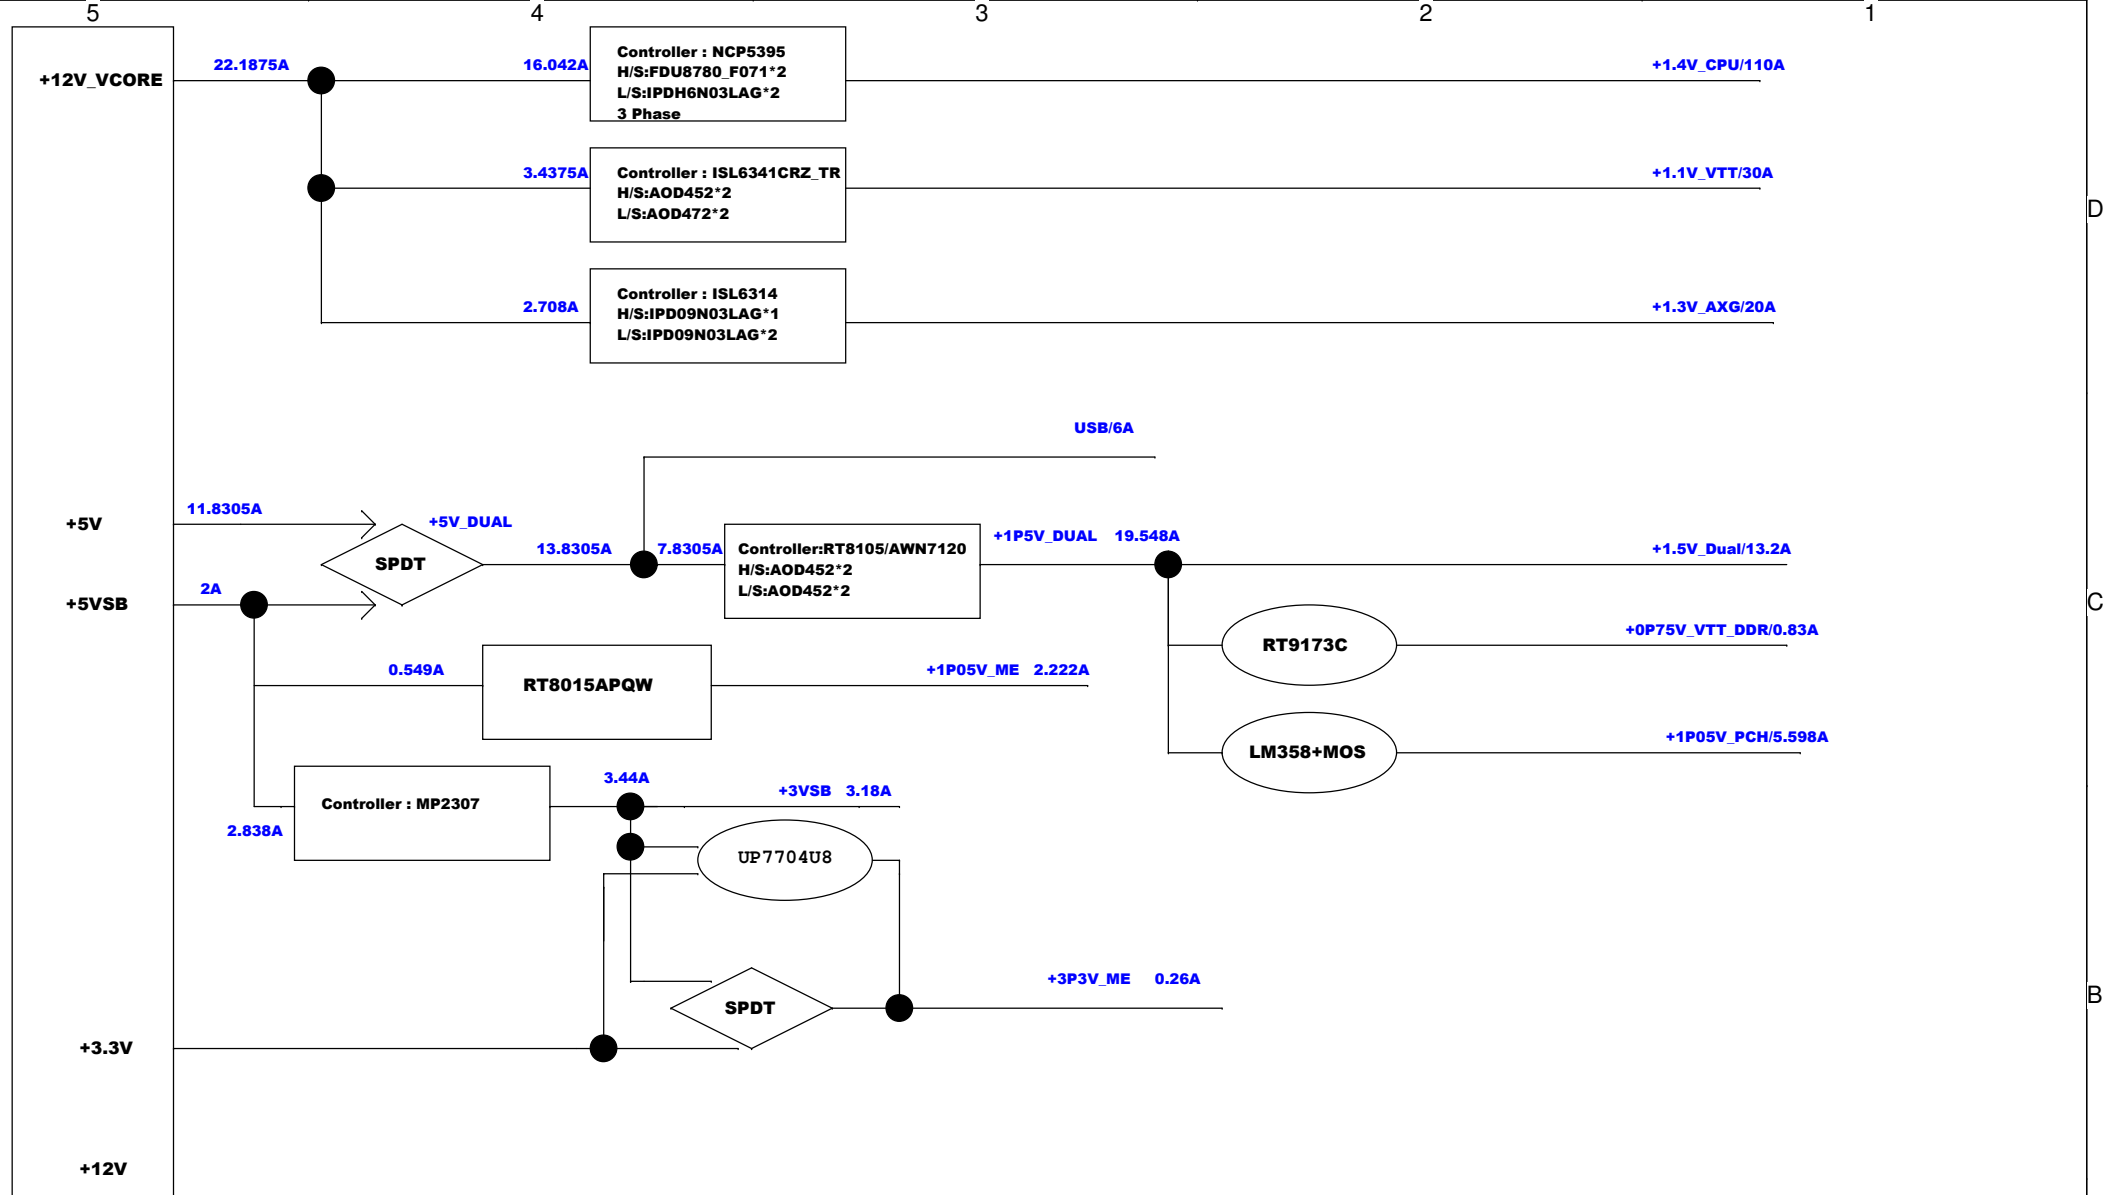 5 4 3 2 1
+12V_VCORE
22.1875A
16.042A
Controller : NCP5395
H/S:FDU8780_F071*2
L/S:IPDH6N03LAG*2
3 Phase
+1.4V_CPU/110A
3.4375A
Controller : ISL6341CRZ_TR
H/S:AOD452*2
L/S:AOD472*2
+1.1V_VTT/30A
D
2.708A
Controller : ISL6314
H/S:IPD09N03LAG*1
L/S:IPD09N03LAG*2
+1.3V_AXG/20A
USB/6A
+5V
11.8305A
SPDT
+5V_DUAL
13.8305A
7.8305A
Controller:RT8105/AWN7120
H/S:AOD452*2
L/S:AOD452*2
+1P5V_DUAL 19.548A
+1.5V_Dual/13.2A
+5VSB
2A
C
RT9173C
+0P75V_VTT_DDR/0.83A
0.549A
RT8015APQW
+1P05V_ME 2.222A
LM358+MOS
+1P05V_PCH/5.598A
2.838A
Controller : MP2307
3.44A
+3VSB 3.18A
UP7704U8
SPDT
+3P3V_ME 0.26A
B
+3.3V
+12V